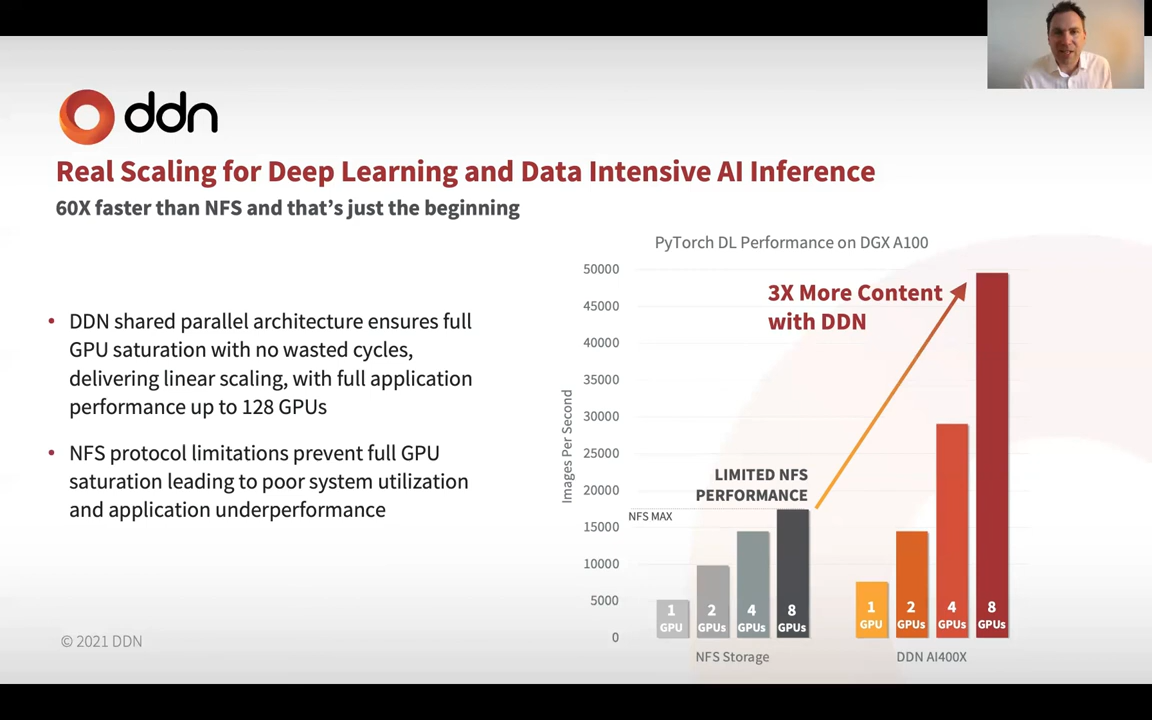 ddn
Real Scaling for Deep Learning and Data Intensive AI Inference
60X faster than NFS and that’s just the beginning
• DDN shared parallel architecture ensures full
GPU saturation with no wasted cycles,
delivering linear scaling, with full application
performance up to 128 GPUs
• NFS protocol limitations prevent full GPU
saturation leading to poor system utilization
and application underperformance
© 2021 DDN
PyTorch DL Performance on DGX A100
Images Per Second
50000
45000
40000
35000
30000
25000
20000
15000
10000
5000
0
3X More Content
with DDN
LIMITED NFS
PERFORMANCE
NFS MAX
1
GPU
2
GPUs
4
GPUs
8
GPUs
NFS Storage
1
GPU
2
GPUs
4
GPUs
8
GPUs
DDN AI400X